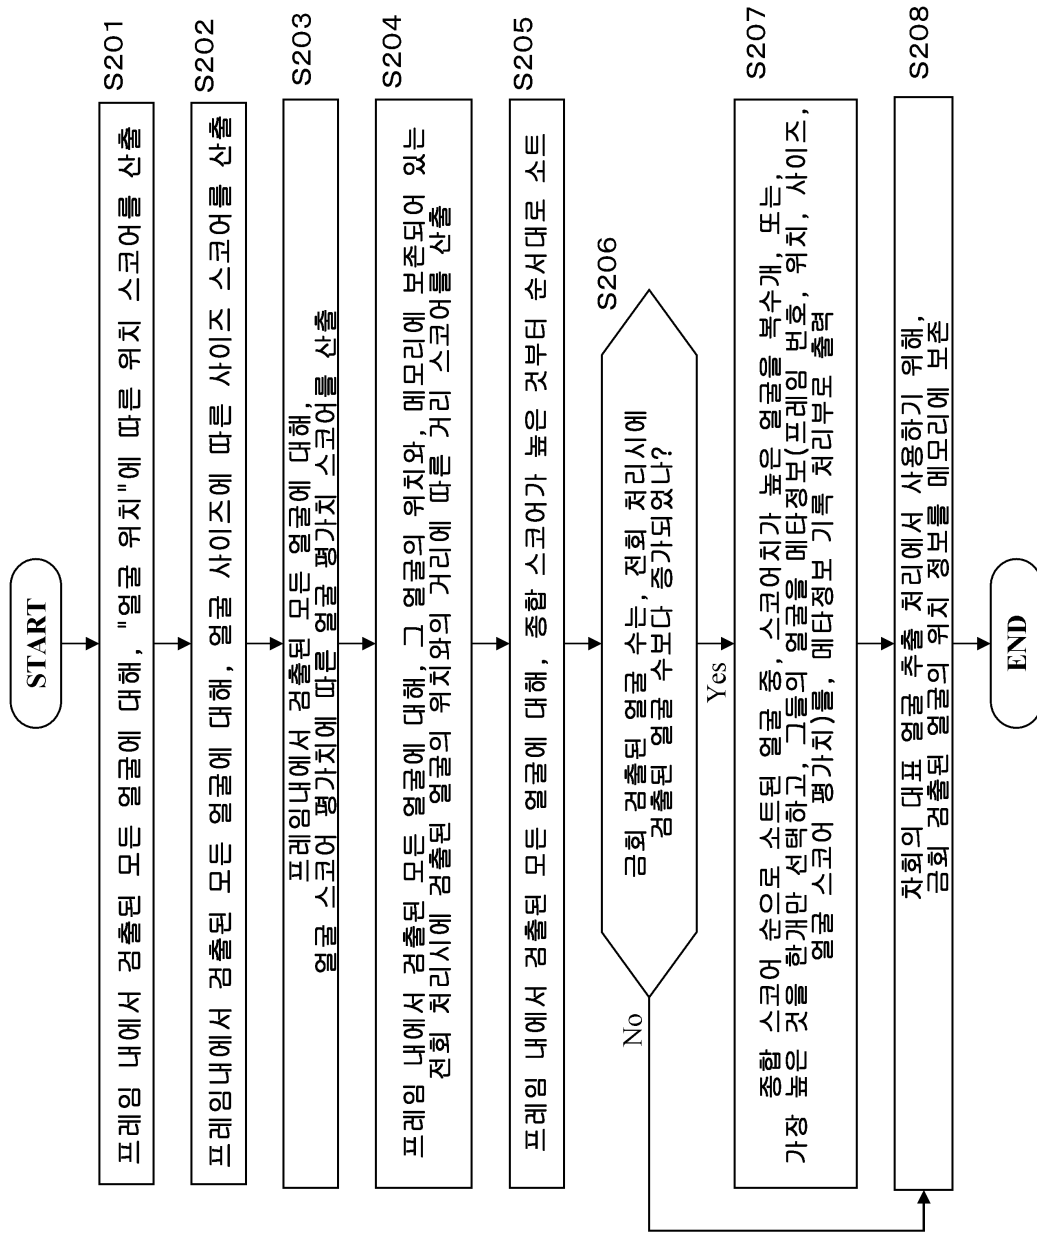 START
S201
프레임 내에서 검출된 모든 얼굴에 대해, "얼굴 위치"에 따른 위치 스코어를 산출
S202
프레임내에서 검출된 모든 얼굴에 대해, 얼굴 사이즈에 따른 사이즈 스코어를 산출
S203
프레임내에서 검출된 모든 얼굴에 대해,
얼굴 스코어 평가치에 따른 얼굴 평가치 스코어를 산출
S204
프레임 내에서 검출된 모든 얼굴에 대해, 그 얼굴의 위치와, 메모리에 보존되어 있는
전회 처리시에 검출된 얼굴의 위치와의 거리에 따른 거리 스코어를 산출
S205
프레임 내에서 검출된 모든 얼굴에 대해, 종합 스코어가 높은 것부터 순서대로 소트
S206
금회 검출된 얼굴 수는, 전회 처리시에
검출된 얼굴 수보다 증가되었나?
No
Yes
S207
종합 스코어 순으로 소트된 얼굴 중, 스코어치가 높은 얼굴을 복수개, 또는,
가장 높은 것을 한개만 선택하고, 그들의 얼굴을 메타정보(프레임 번호, 위치, 사이즈,
얼굴 스코어 평가치)를, 메타정보 기록 처리부로 출력
S208
차회의 대표 얼굴 추출 처리에서 사용하기 위해,
금회 검출된 얼굴의 위치 정보를 메모리에 보존
END